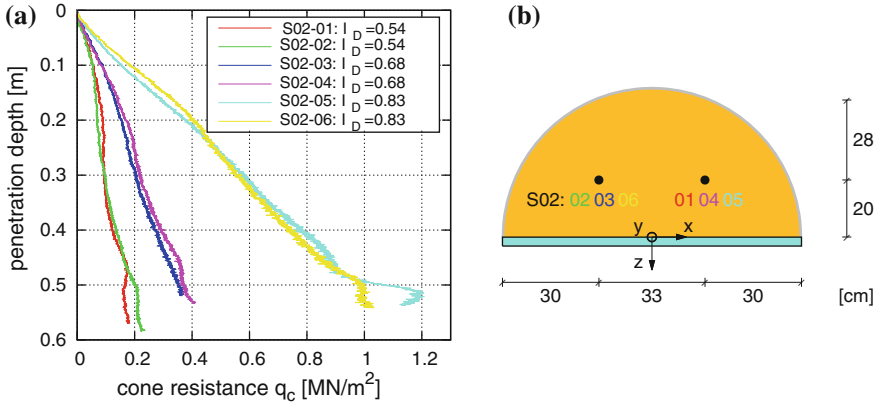 (a)
0
0.1
0.2
0.3
0.4
0.5
0.6
penetration depth [m]
S02-01: I D =0.54
S02-02: I D =0.54
S02-03: I D =0.68
S02-04: I D =0.68
S02-05: I D =0.83
S02-06: I D =0.83
0 0.2 0.4 0.6 0.8 1 1.2
cone resistance qc [MN/m²]
(b)
S02: 02 03 06 01 04 05
y x
z
28
20
30 33 30 [cm]